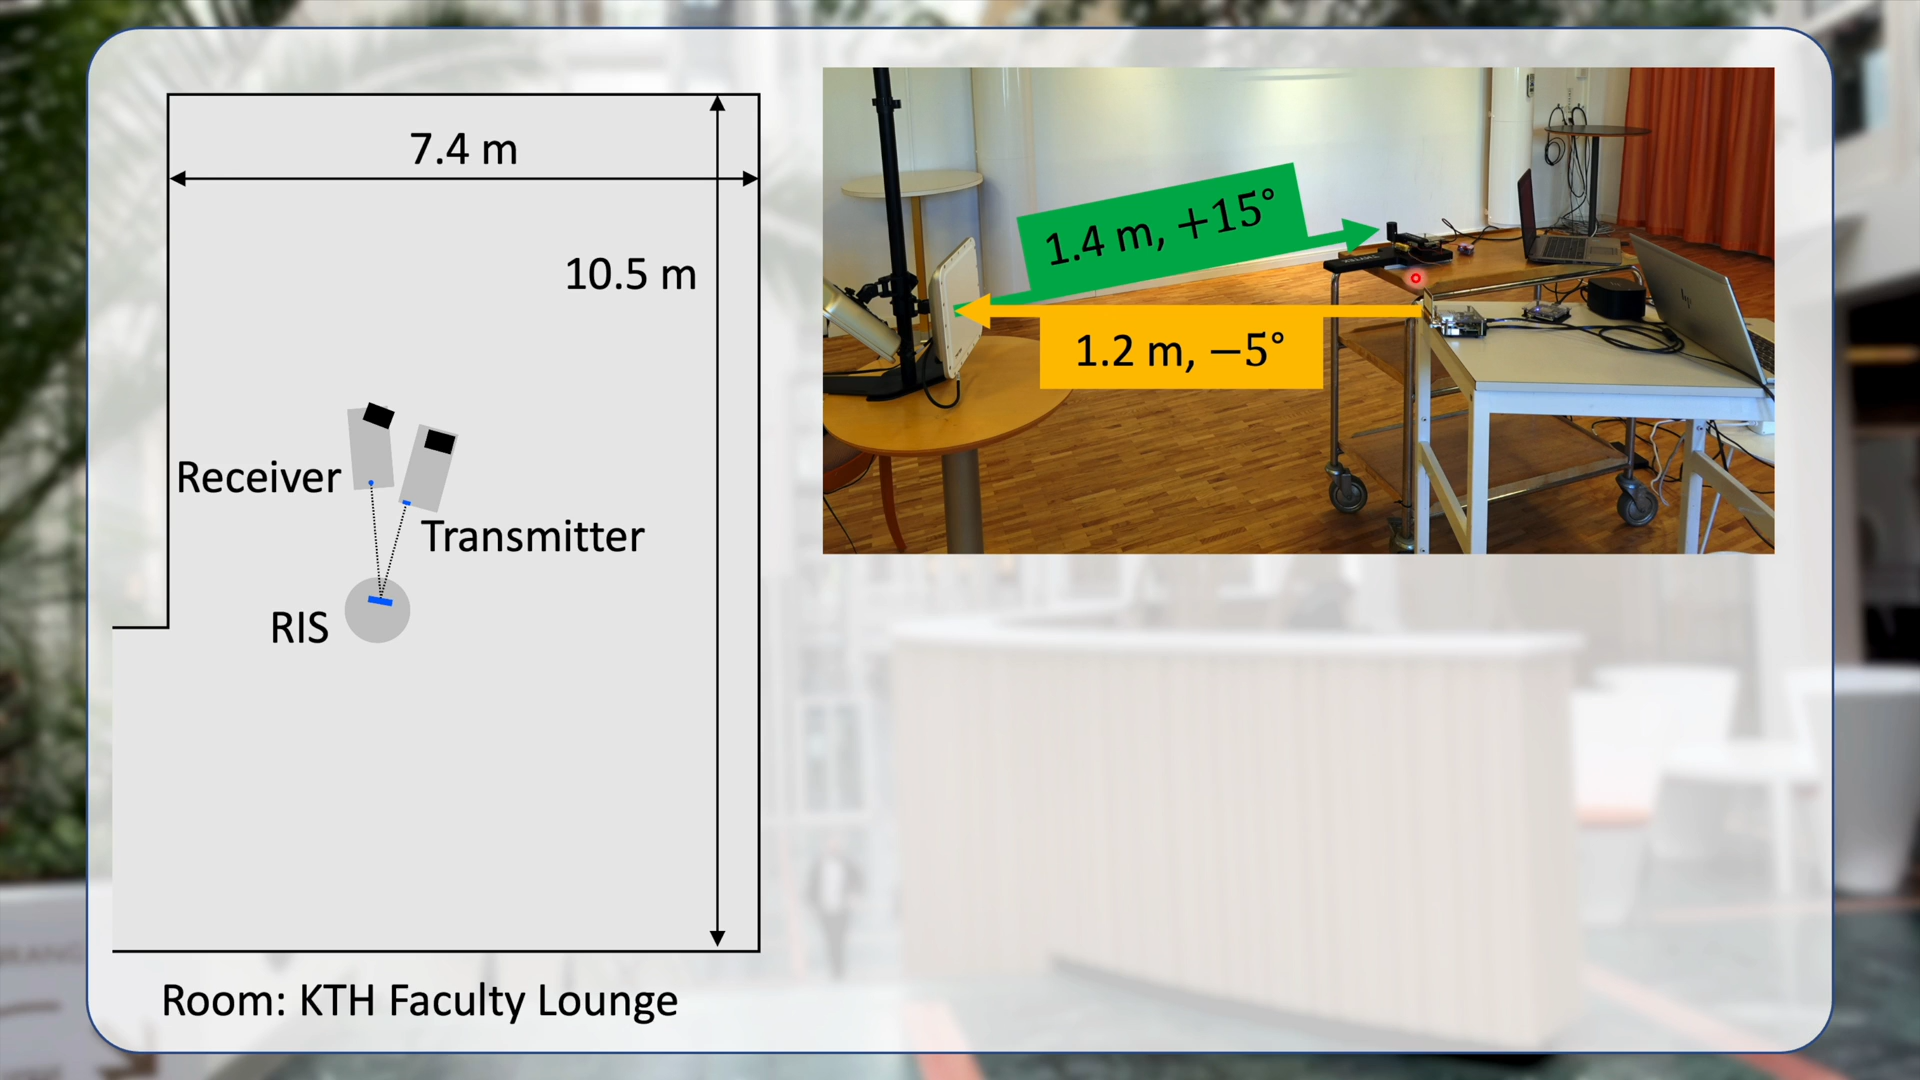 7.4 m
10.5 m
Receiver
Transmitter
RIS
Room: KTH Faculty Lounge
1.4 m, +15°
1.2 m, −5°